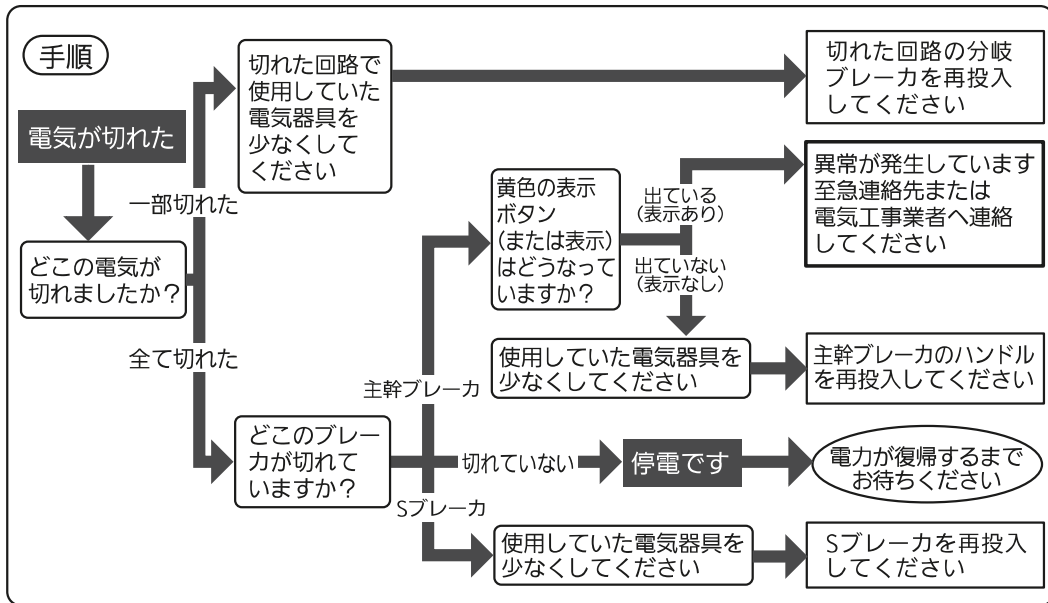 手順
電気が切れた
どこの電気が
切れましたか?
一部切れた
切れた回路で
使用していた
電気器具を
少なくして
ください
切れた回路の分岐
ブレーカを再投入
してください
全て切れた
どこのブレー
カが切れて
いますか?
主幹ブレーカ
黄色の表示
ボタン
(または表示)
はどうなって
いますか?
出ている
(表示あり)
異常が発生しています
至急連絡先または
電気工事業者へ連絡
してください
出ていない
(表示なし)
使用していた電気器具を
少なくしてください
主幹ブレーカのハンドル
を再投入してください
切れていない
停電です
電力が復帰するまで
お待ちください
Sブレーカ
使用していた電気器具を
少なくしてください
Sブレーカを再投入
してください